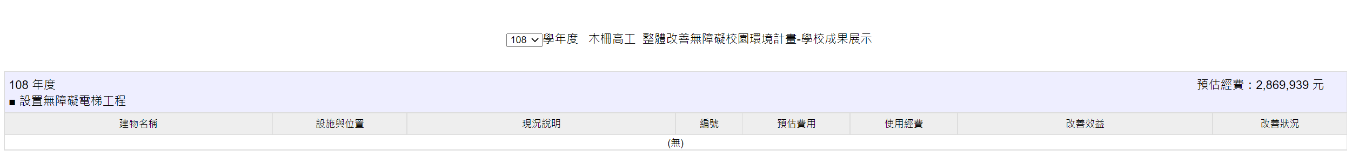 108 學年度 木柵高工 整體改善無障礙校園環境計畫-學校成果展示
108 年度 預估經費：2,869,939 元
■ 設置無障礙電梯工程
建物名稱 設施與位置 現況說明 編號 預估費用 使用經費 改善效益 改善狀況
(無)